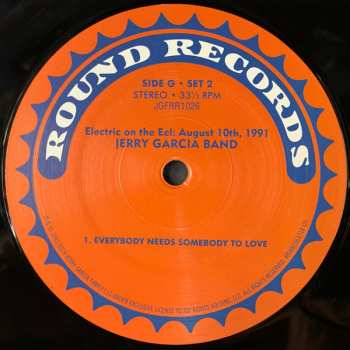 ROUND RECORDS
SIDE G • SET 2
STEREO • 33⅓ RPM
JGFRR1026
Electric on the Eel: August 10th, 1991
JERRY GARCIA BAND
1. EVERYBODY NEEDS SOMEBODY TO LOVE